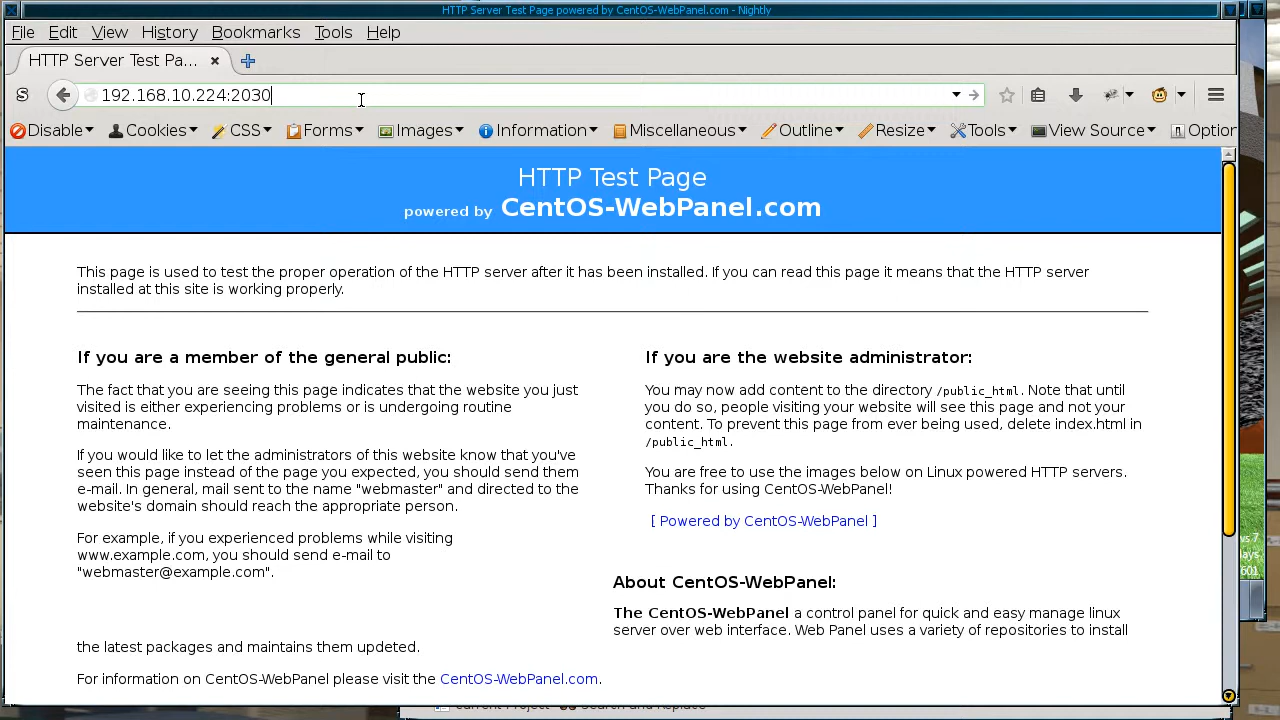 HTTP Server Test Page powered by CentOS-WebPanel.com - Nightly
File Edit View History Bookmarks Tools Help
HTTP Server Test Pa...
192.168.10.224:2030
Disable Cookies CSS Forms Images Information Miscellaneous Outline Resize Tools View Source Option
HTTP Test Page
powered by CentOS-WebPanel.com
This page is used to test the proper operation of the HTTP server after it has been installed. If you can read this page it means that the HTTP server
installed at this site is working properly.
If you are a member of the general public:
The fact that you are seeing this page indicates that the website you just
visited is either experiencing problems or is undergoing routine
maintenance.
If you would like to let the administrators of this website know that you've
seen this page instead of the page you expected, you should send them
e-mail. In general, mail sent to the name "webmaster" and directed to the
website's domain should reach the appropriate person.
For example, if you experienced problems while visiting
www.example.com, you should send e-mail to
"webmaster@example.com".
If you are the website administrator:
You may now add content to the directory /public_html. Note that until
you do so, people visiting your website will see this page and not your
content. To prevent this page from ever being used, delete index.html in
/public_html.
You are free to use the images below on Linux powered HTTP servers.
Thanks for using CentOS-WebPanel!
[ Powered by CentOS-WebPanel ]
About CentOS-WebPanel:
The CentOS-WebPanel a control panel for quick and easy manage linux
server over web interface. Web Panel uses a variety of repositories to install
the latest packages and maintains them updeted.
For information on CentOS-WebPanel please visit the CentOS-WebPanel.com.
ws 7
lays
601